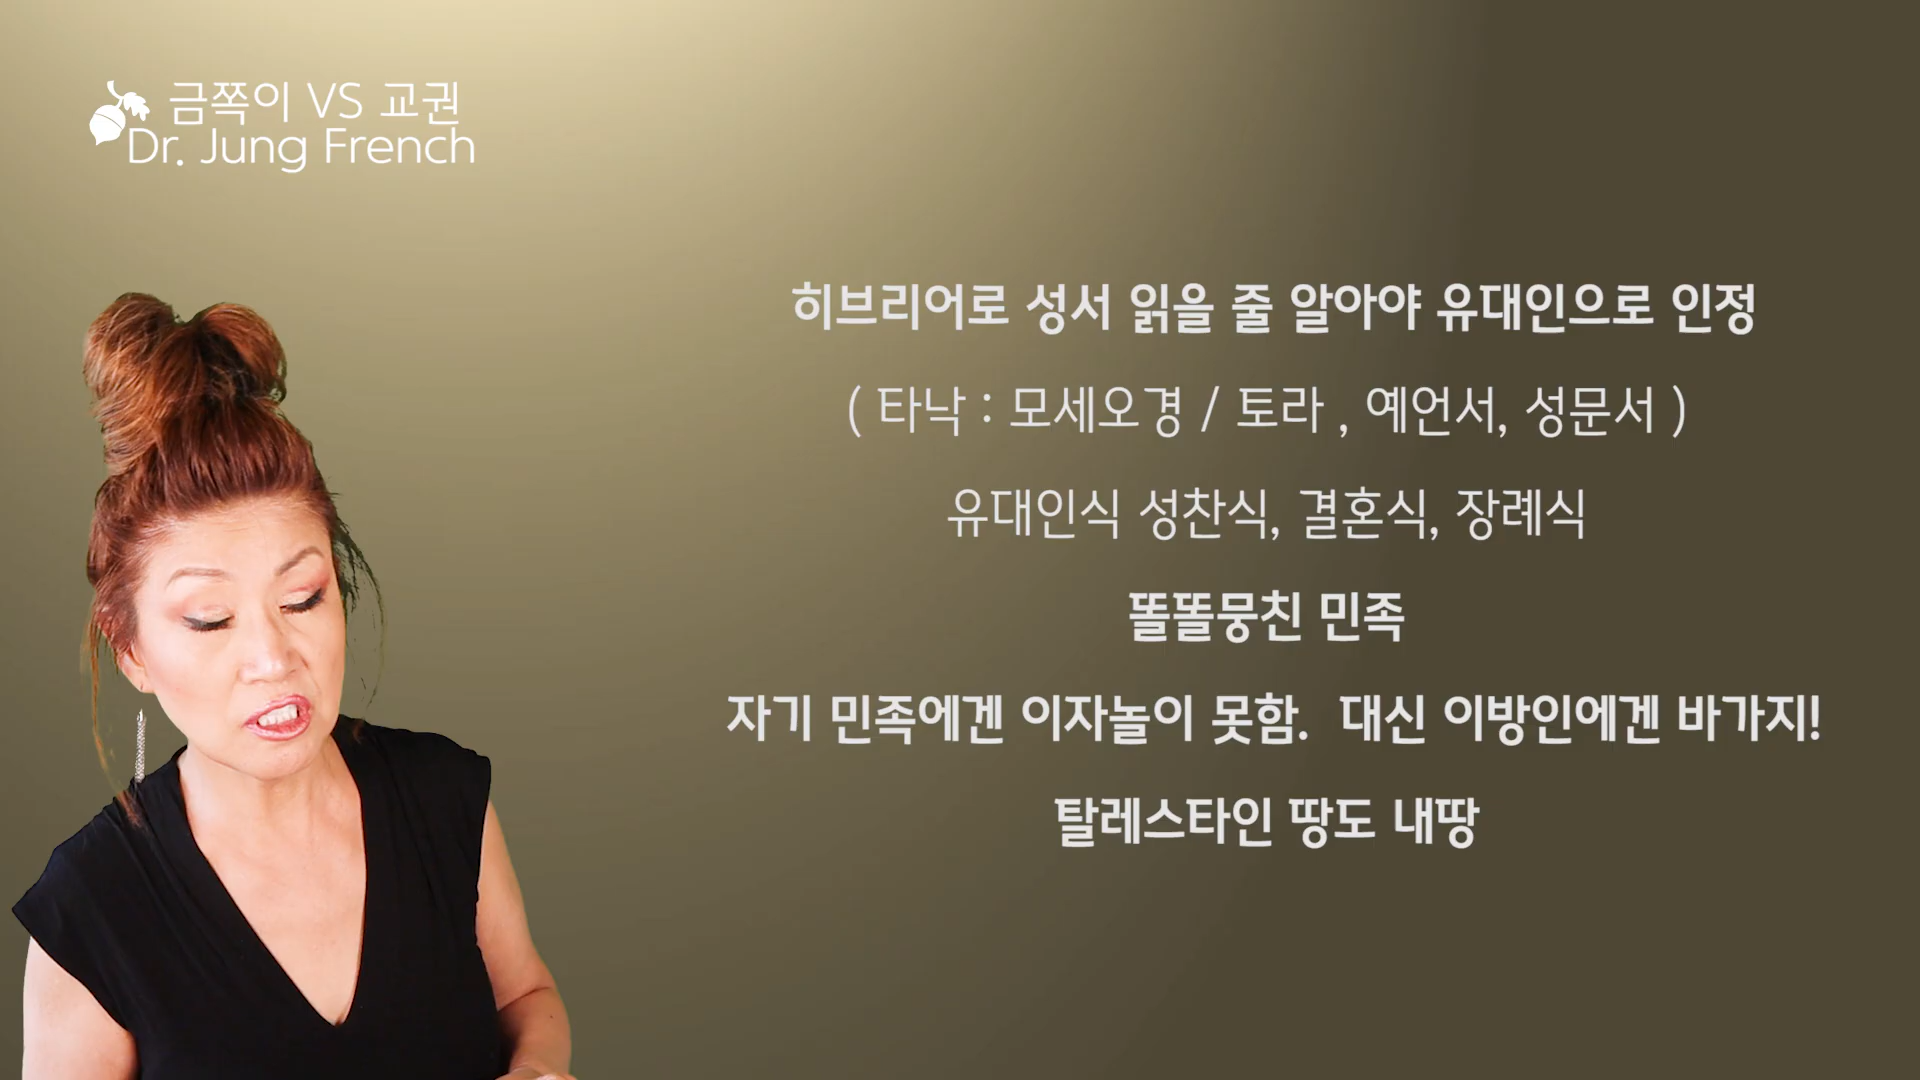 금쪽이 VS 교권
Dr. Jung French
히브리어로 성서 읽을 줄 알아야 유대인으로 인정
( 타낙 : 모세오경 / 토라 , 예언서, 성문서 )
유대인식 성찬식, 결혼식, 장례식
똘똘뭉친 민족
자기 민족에겐 이자놀이 못함. 대신 이방인에겐 바가지!
탈레스타인 땅도 내땅